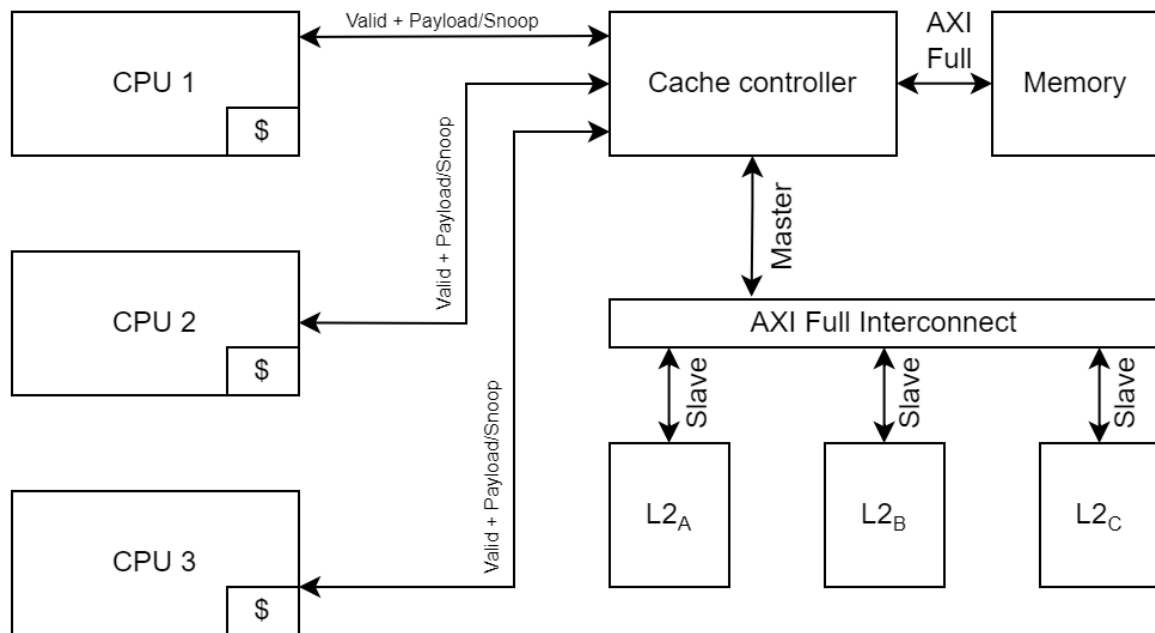 Valid + Payload/Snoop
CPU 1
$
Cache controller
AXI
Full
Memory
Valid + Payload/Snoop
Master
CPU 2
$
AXI Full Interconnect
Slave
Slave
Slave
Valid + Payload/Snoop
L2A
L2B
L2C
CPU 3
$